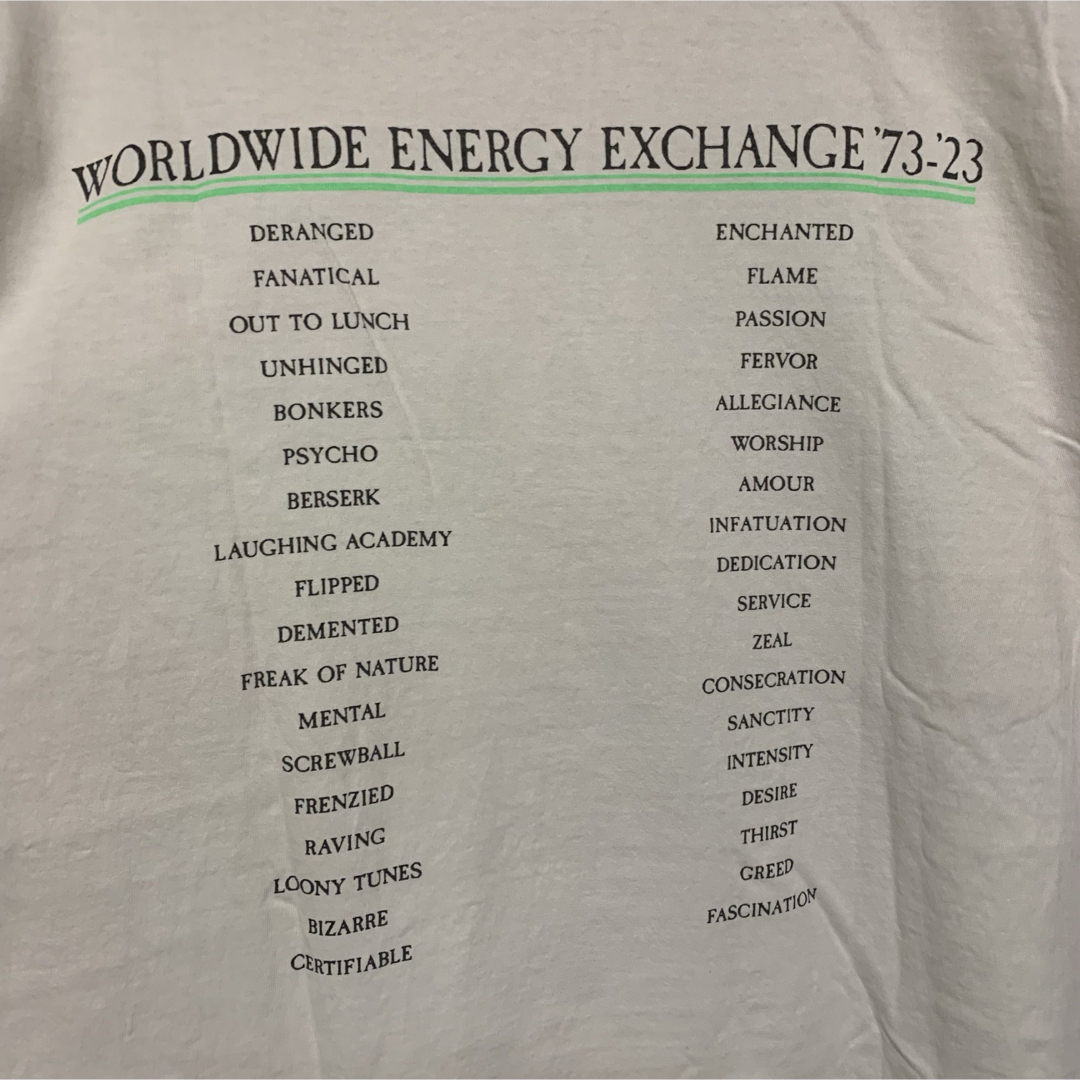 WORLDWIDE ENERGY EXCHANGE '73-'23
DERANGED
FANATICAL
OUT TO LUNCH
UNHINGED
BONKERS
PSYCHO
BERSERK
LAUGHING ACADEMY
FLIPPED
DEMENTED
FREAK OF NATURE
MENTAL
SCREWBALL
FRENZIED
RAVING
LOONY TUNES
BIZARRE
CERTIFIABLE
ENCHANTED
FLAME
PASSION
FERVOR
ALLEGIANCE
WORSHIP
AMOUR
INFATUATION
DEDICATION
SERVICE
ZEAL
CONSECRATION
SANCTITY
INTENSITY
DESIRE
THIRST
GREED
FASCINATION